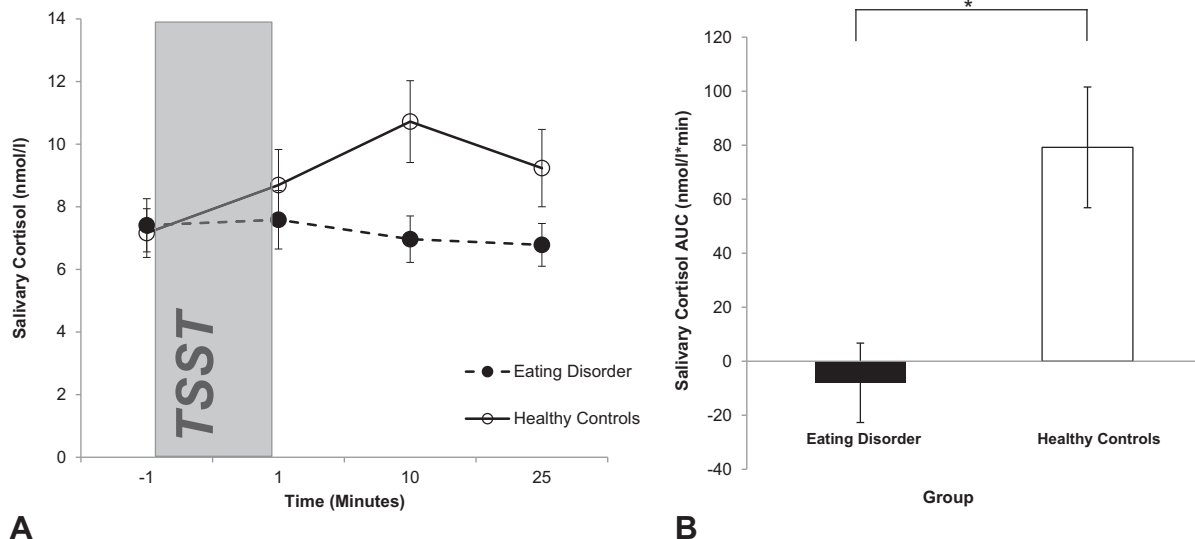 14
12
10
8
6
4
2
0
Salivary Cortisol (nmol/l)
TSST
Eating Disorder
Healthy Controls
-1 1 10 25
Time (Minutes)
A
*
120
100
80
60
40
20
0
-20
-40
Salivary Cortisol AUC (nmol/l*min)
Eating Disorder Healthy Controls
Group
B